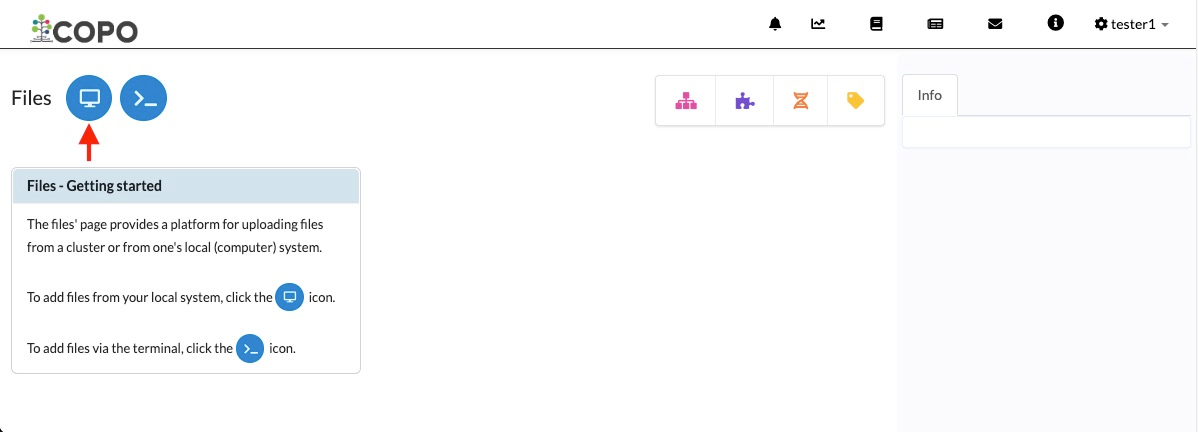 COPO
tester1
Files
Info
Files - Getting started
The files' page provides a platform for uploading files
from a cluster or from one's local (computer) system.
To add files from your local system, click the icon.
To add files via the terminal, click the icon.